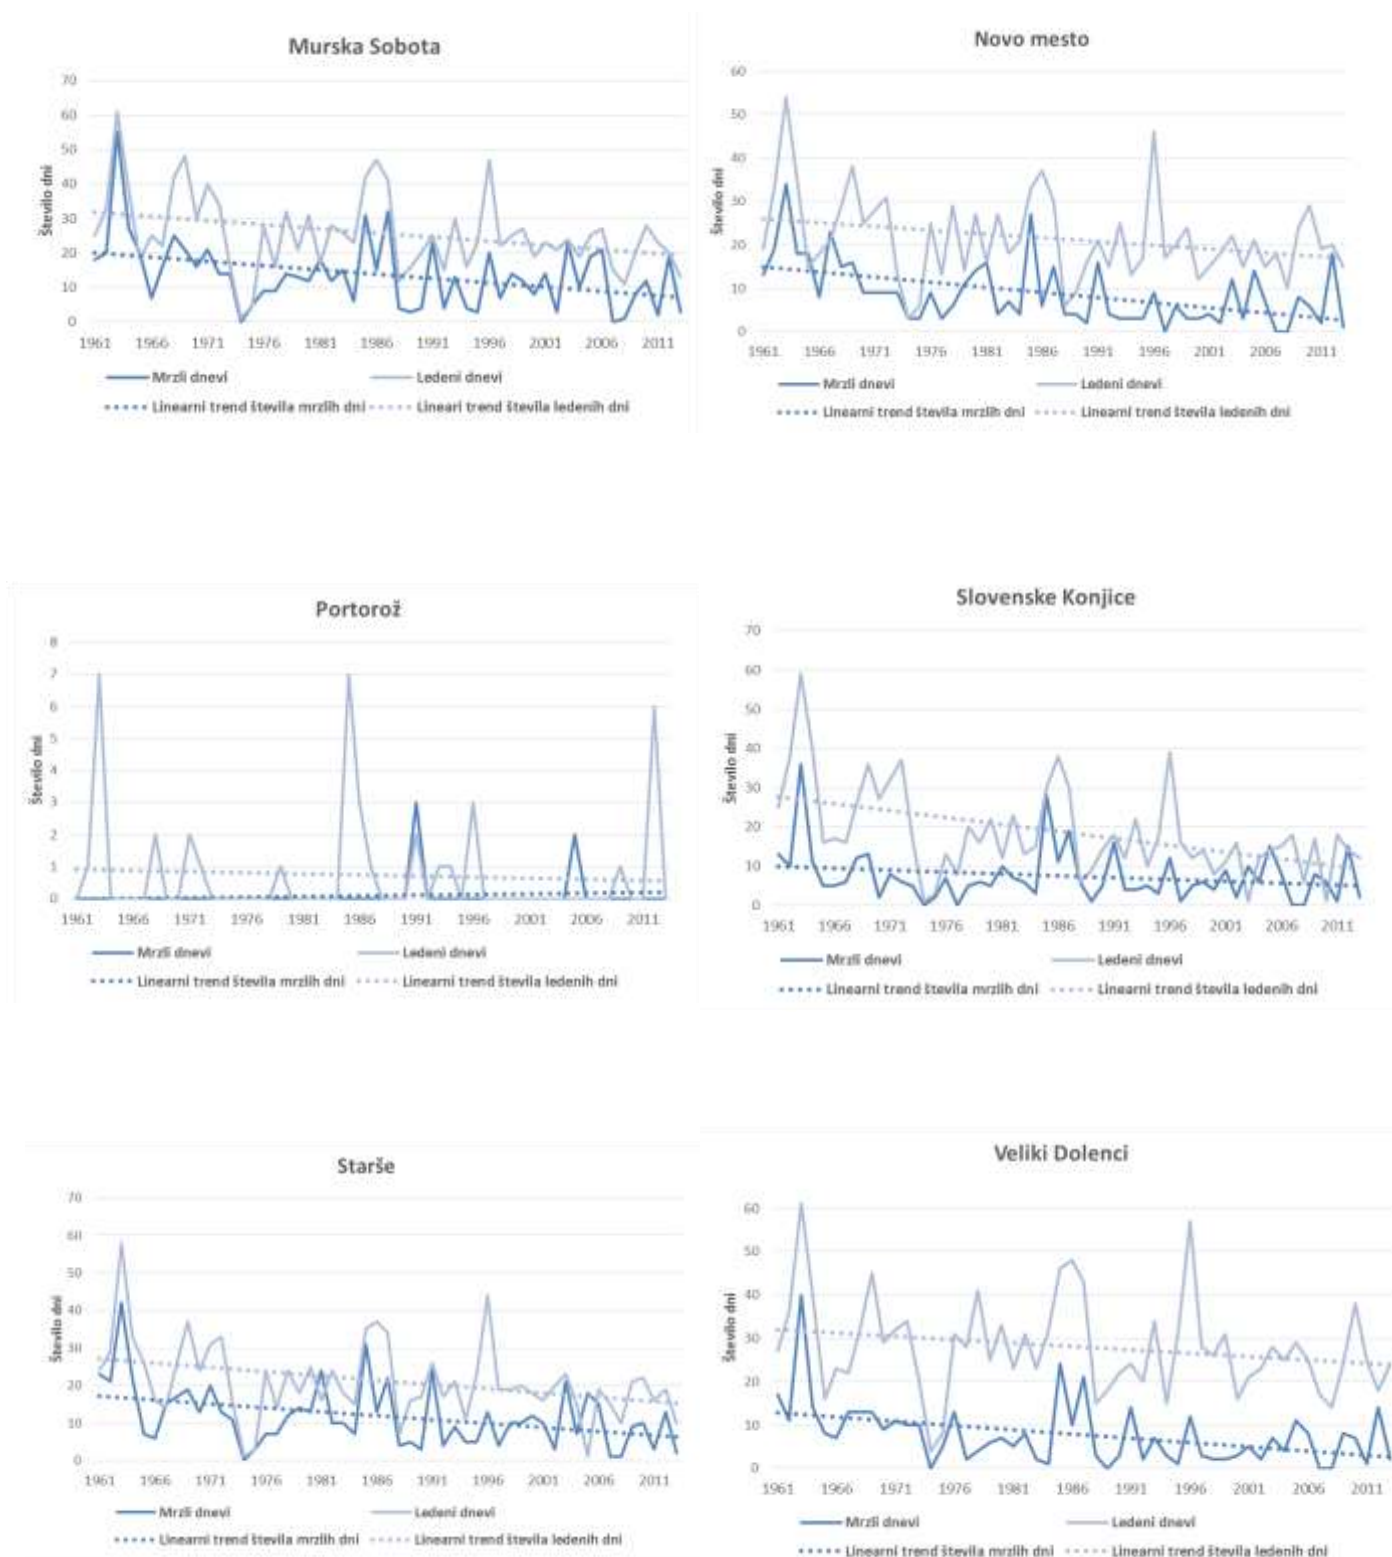 Murska Sobota
Število dni
70
60
50
40
30
20
10
0
1961 1966 1971 1976 1981 1986 1991 1996 2001 2006 2011
Mrzli dnevi Ledeni dnevi
Linearni trend števila mrzlih dni Lineari trend števila ledenih dni
Novo mesto
Število dni
60
50
40
30
20
10
0
1961 1966 1971 1976 1981 1986 1991 1996 2001 2006 2011
Mrzli dnevi Ledeni dnevi
Linearni trend števila mrzlih dni Linearni trend števila ledenih dni
Portorož
Število dni
8
7
6
5
4
3
2
1
0
1961 1966 1971 1976 1981 1986 1991 1996 2001 2006 2011
Mrzli dnevi Ledeni dnevi
Linearni trend števila mrzlih dni Linearni trend števila ledenih dni
Slovenske Konjice
Število dni
70
60
50
40
30
20
10
0
1961 1966 1971 1976 1981 1986 1991 1996 2001 2006 2011
Mrzli dnevi Ledeni dnevi
Linearni trend števila mrzlih dni Linearni trend števila ledenih dni
Starše
Število dni
70
60
50
40
30
20
10
0
1961 1966 1971 1976 1981 1986 1991 1996 2001 2006 2011
Mrzli dnevi Ledeni dnevi
Linearni trend števila mrzlih dni Linearni trend števila ledenih dni
Veliki Dolenci
Število dni
60
50
40
30
20
10
0
1961 1966 1971 1976 1981 1986 1991 1996 2001 2006 2011
Mrzli dnevi Ledeni dnevi
Linearni trend števila mrzlih dni Linearni trend števila ledenih dni